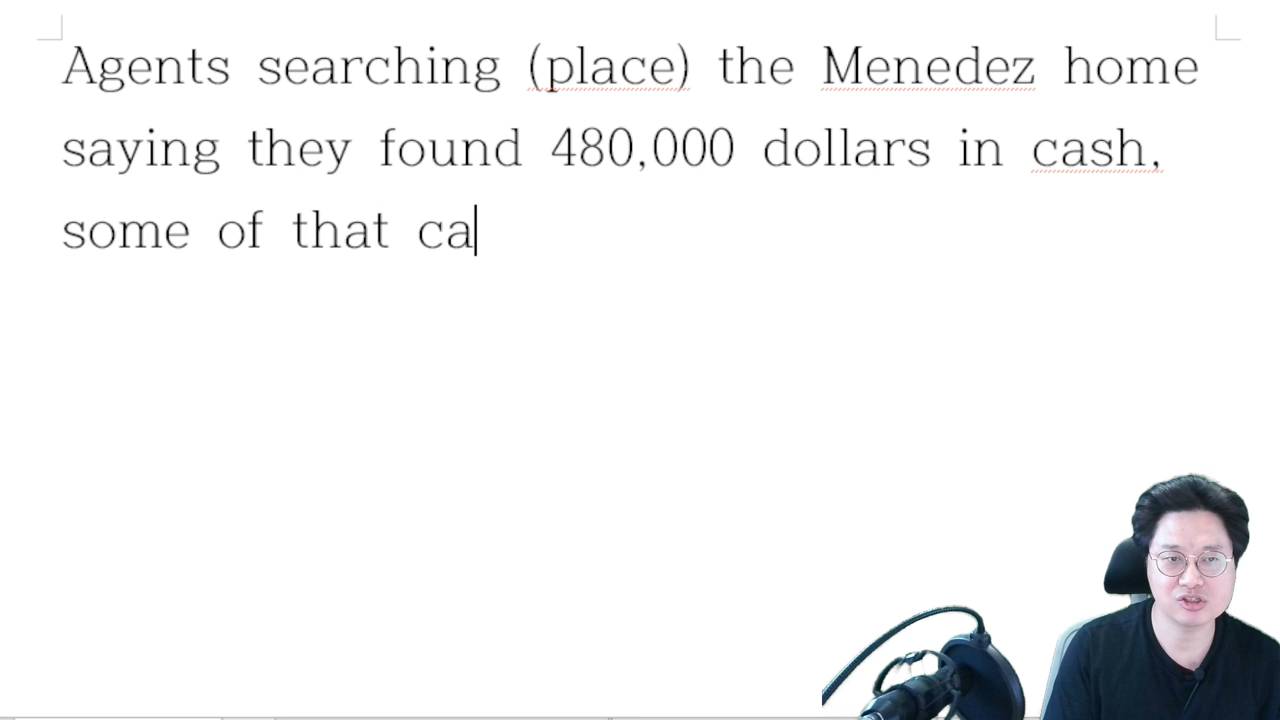 Agents searching (place) the Menedez home
saying they found 480,000 dollars in cash,
some of that ca